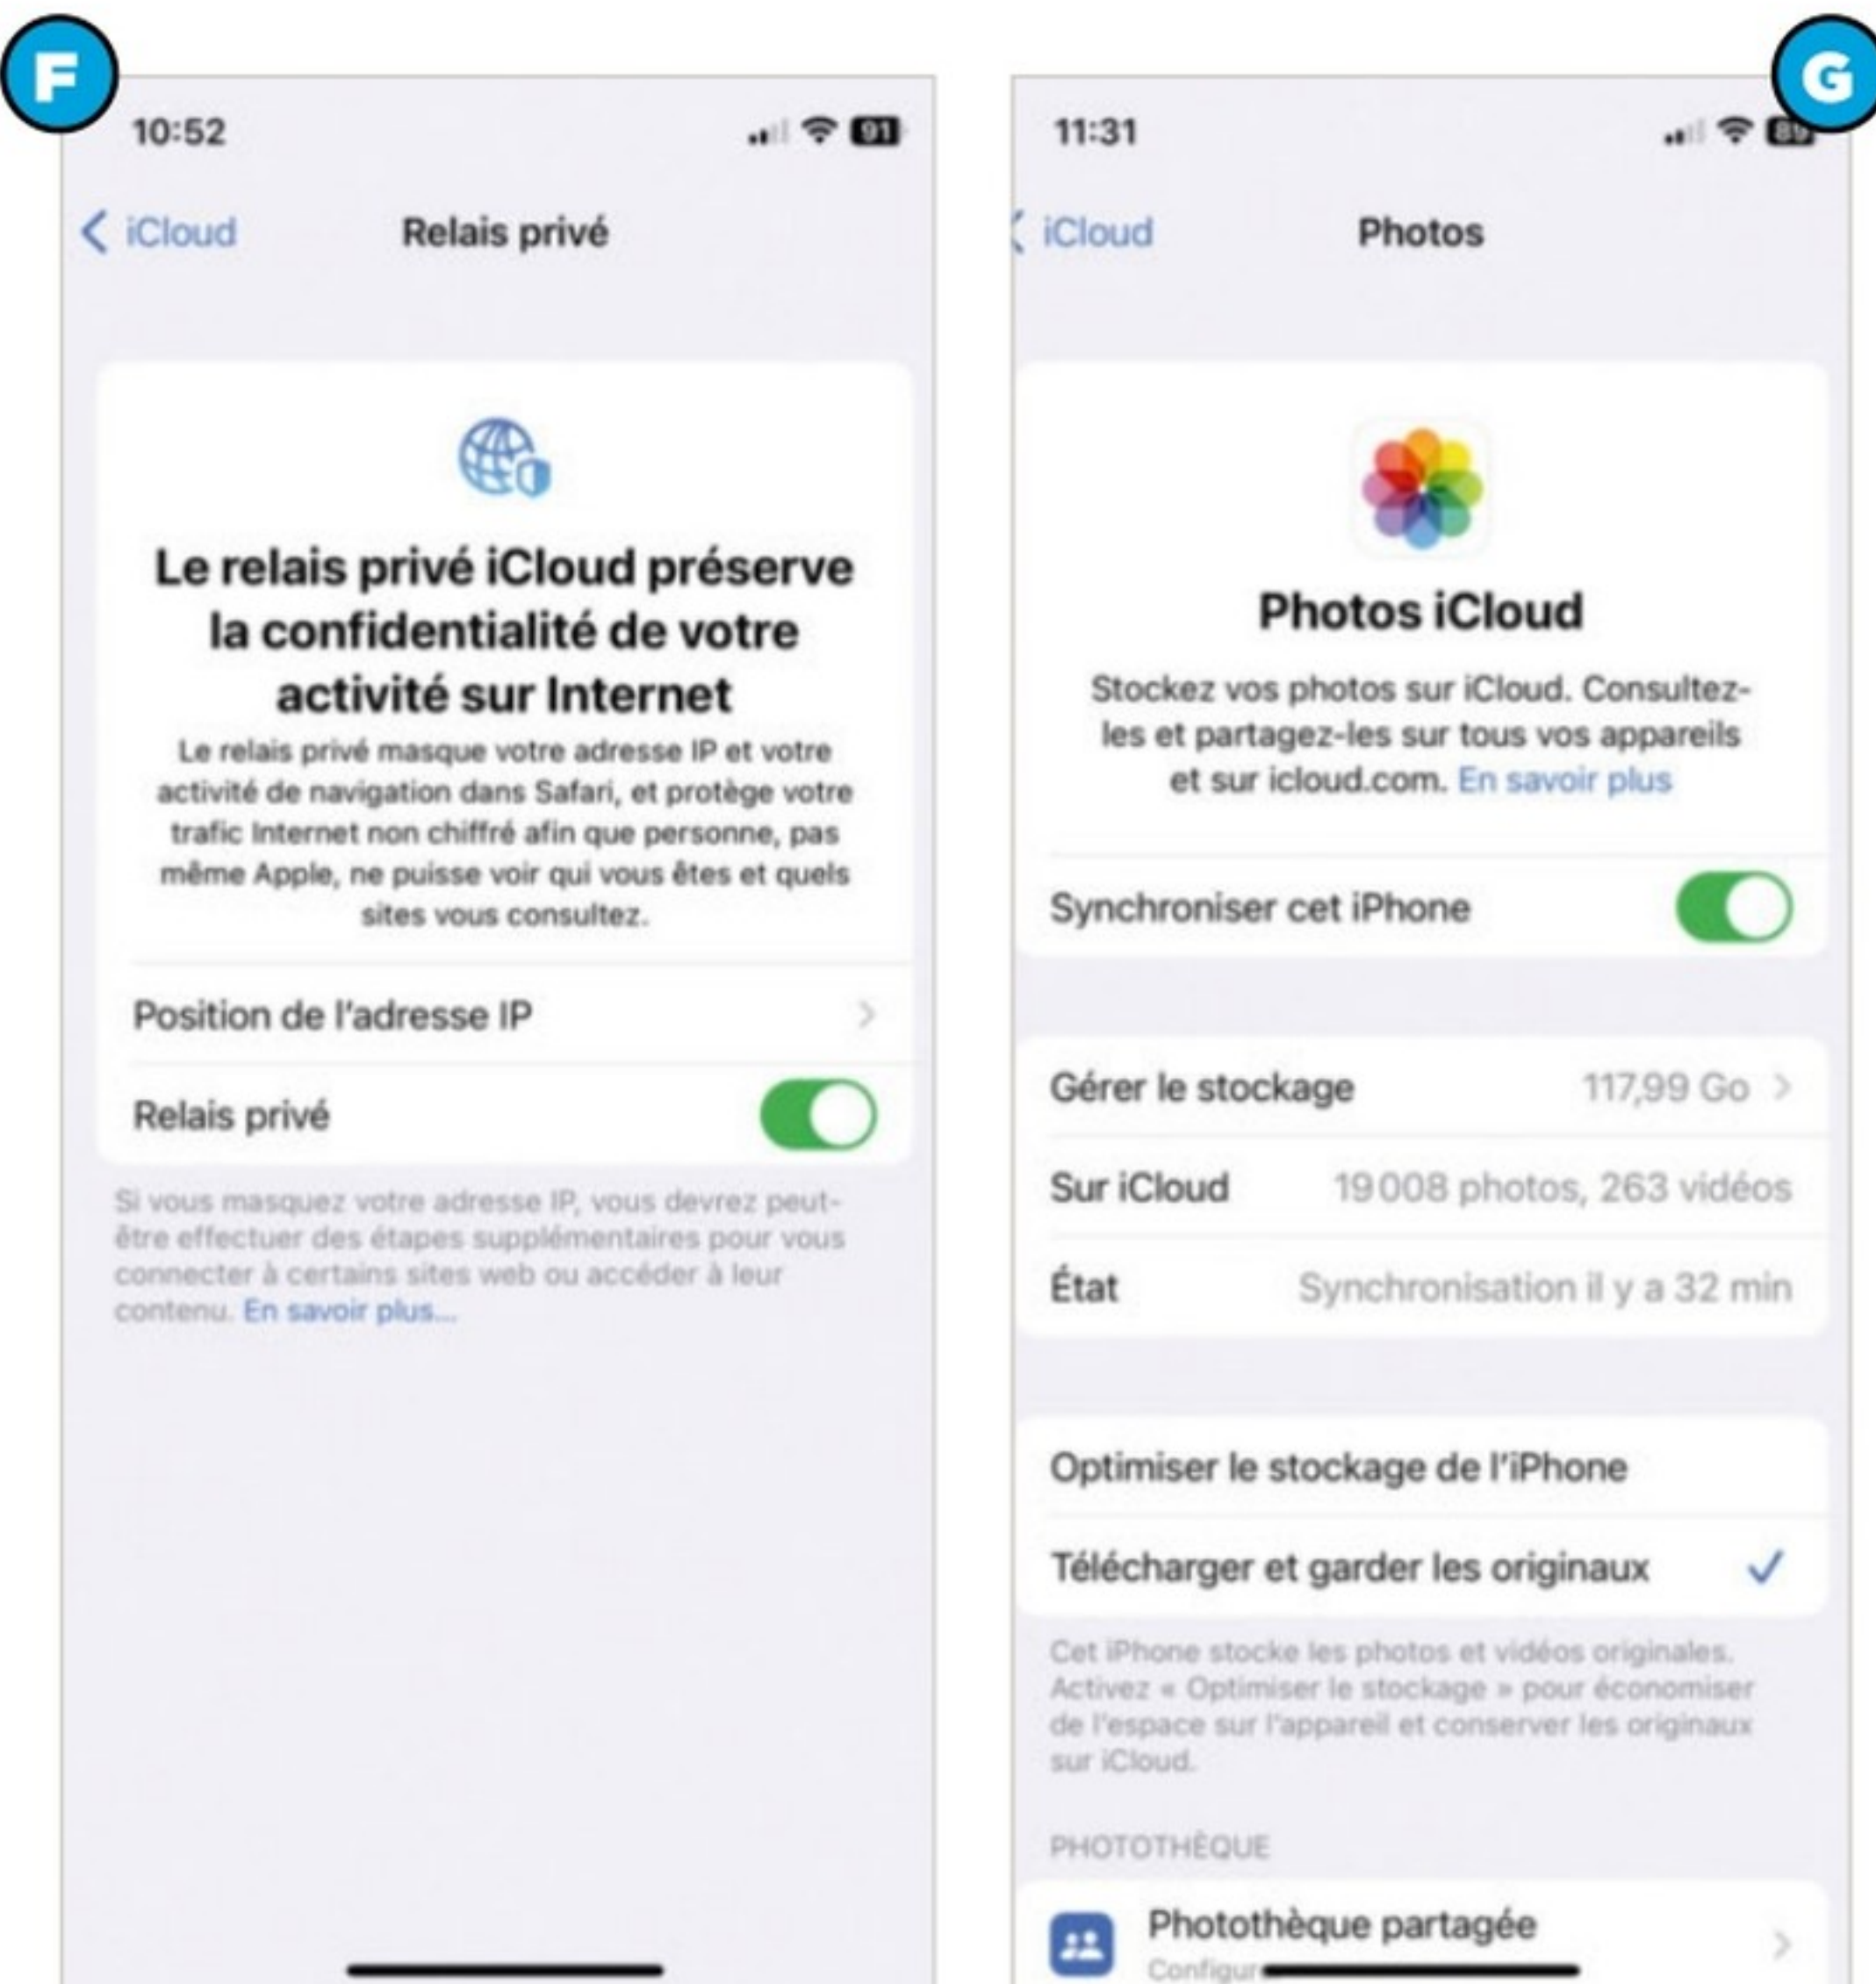 F
10:52
91
iCloud
Relais privé
Le relais privé iCloud préserve
la confidentialité de votre
activité sur Internet
Le relais privé masque votre adresse IP et votre
activité de navigation dans Safari, et protège votre
trafic Internet non chiffré afin que personne, pas
même Apple, ne puisse voir qui vous êtes et quels
sites vous consultez.
Position de l'adresse IP
Relais privé
Si vous masquez votre adresse IP, vous devrez peut-
être effectuer des étapes supplémentaires pour vous
connecter à certains sites web ou accéder à leur
contenu. En savoir plus...
G
11:31
iCloud
Photos
Photos iCloud
Stockez vos photos sur iCloud. Consultez-
les et partagez-les sur tous vos appareils
et sur icloud.com. En savoir plus
Synchroniser cet iPhone
Gérer le stockage 117,99 Go
Sur iCloud 19 008 photos, 263 vidéos
État Synchronisation il y a 32 min
Optimiser le stockage de l'iPhone
Télécharger et garder les originaux
Cet iPhone stocke les photos et vidéos originales.
Activez « Optimiser le stockage » pour économiser
de l'espace sur l'appareil et conserver les originaux
sur iCloud.
PHOTOTHÈQUE
Photothèque partagée